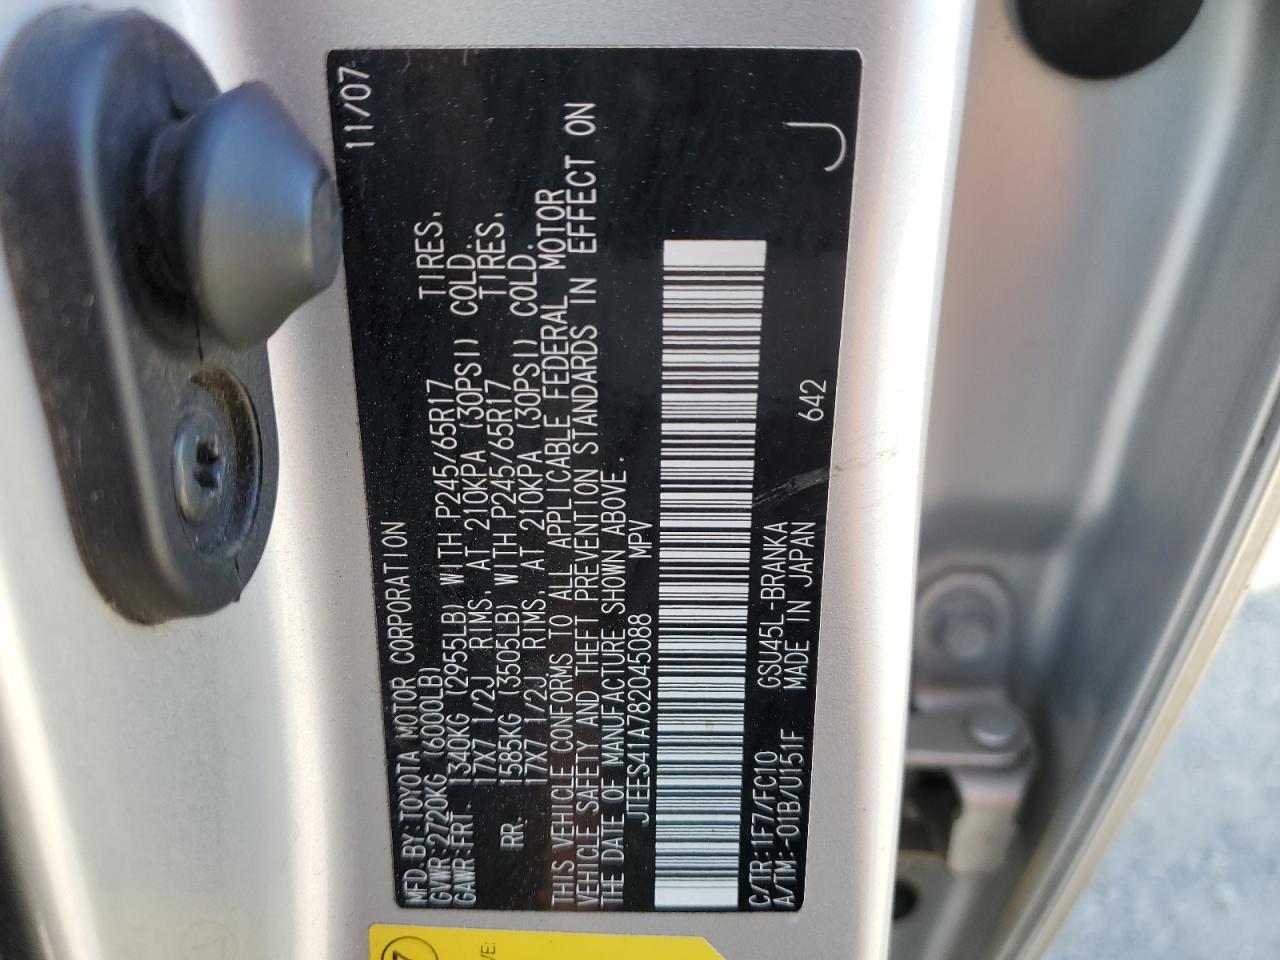 MFD. BY: TOYOTA MOTOR CORPORATION 11/07
GVWR: 2720KG (6000LB)
GAWR: FRT. 1340KG (2955LB) WITH P245/65R17 TIRES,
17X7 1/2J RIMS, AT 210KPA (30PSI) COLD.
RR. 1585KG (3505LB) WITH P245/65R17 TIRES,
17X7 1/2J RIMS, AT 210KPA (30PSI) COLD.
THIS VEHICLE CONFORMS TO ALL APPLICABLE FEDERAL MOTOR
VEHICLE SAFETY AND THEFT PREVENTION STANDARDS IN EFFECT ON
THE DATE OF MANUFACTURE SHOWN ABOVE.
JTEES41A782045088 MPV
C/TR: 1F7/FC10 GSU45L-BRANKA 642
A/TM: -01B/U151F MADE IN JAPAN J